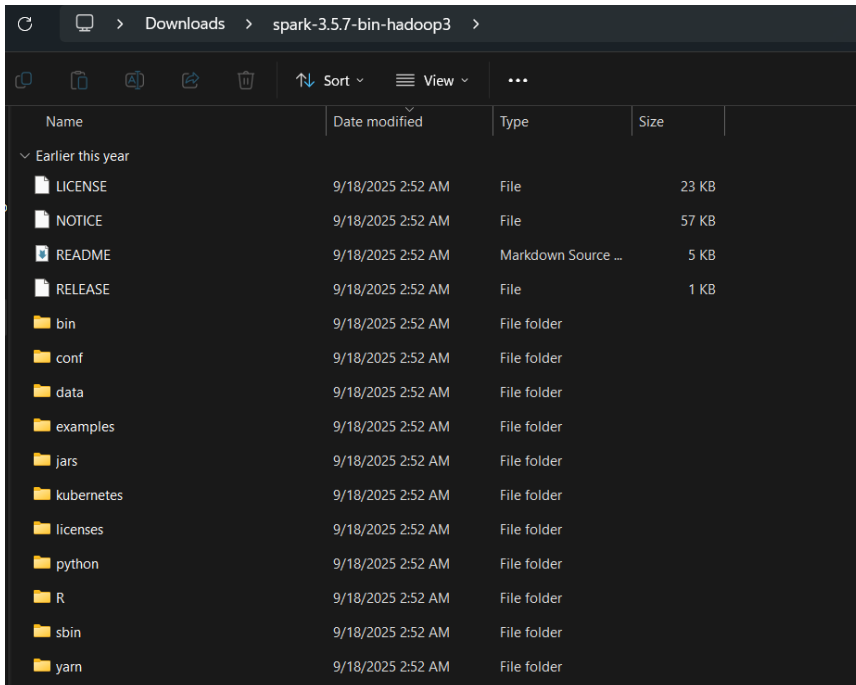 Downloads > spark-3.5.7-bin-hadoop3 >
Sort View ...
Name Date modified Type Size
Earlier this year
LICENSE 9/18/2025 2:52 AM File 23 KB
NOTICE 9/18/2025 2:52 AM File 57 KB
README 9/18/2025 2:52 AM Markdown Source ... 5 KB
RELEASE 9/18/2025 2:52 AM File 1 KB
bin 9/18/2025 2:52 AM File folder
conf 9/18/2025 2:52 AM File folder
data 9/18/2025 2:52 AM File folder
examples 9/18/2025 2:52 AM File folder
jars 9/18/2025 2:52 AM File folder
kubernetes 9/18/2025 2:52 AM File folder
licenses 9/18/2025 2:52 AM File folder
python 9/18/2025 2:52 AM File folder
R 9/18/2025 2:52 AM File folder
sbin 9/18/2025 2:52 AM File folder
yarn 9/18/2025 2:52 AM File folder